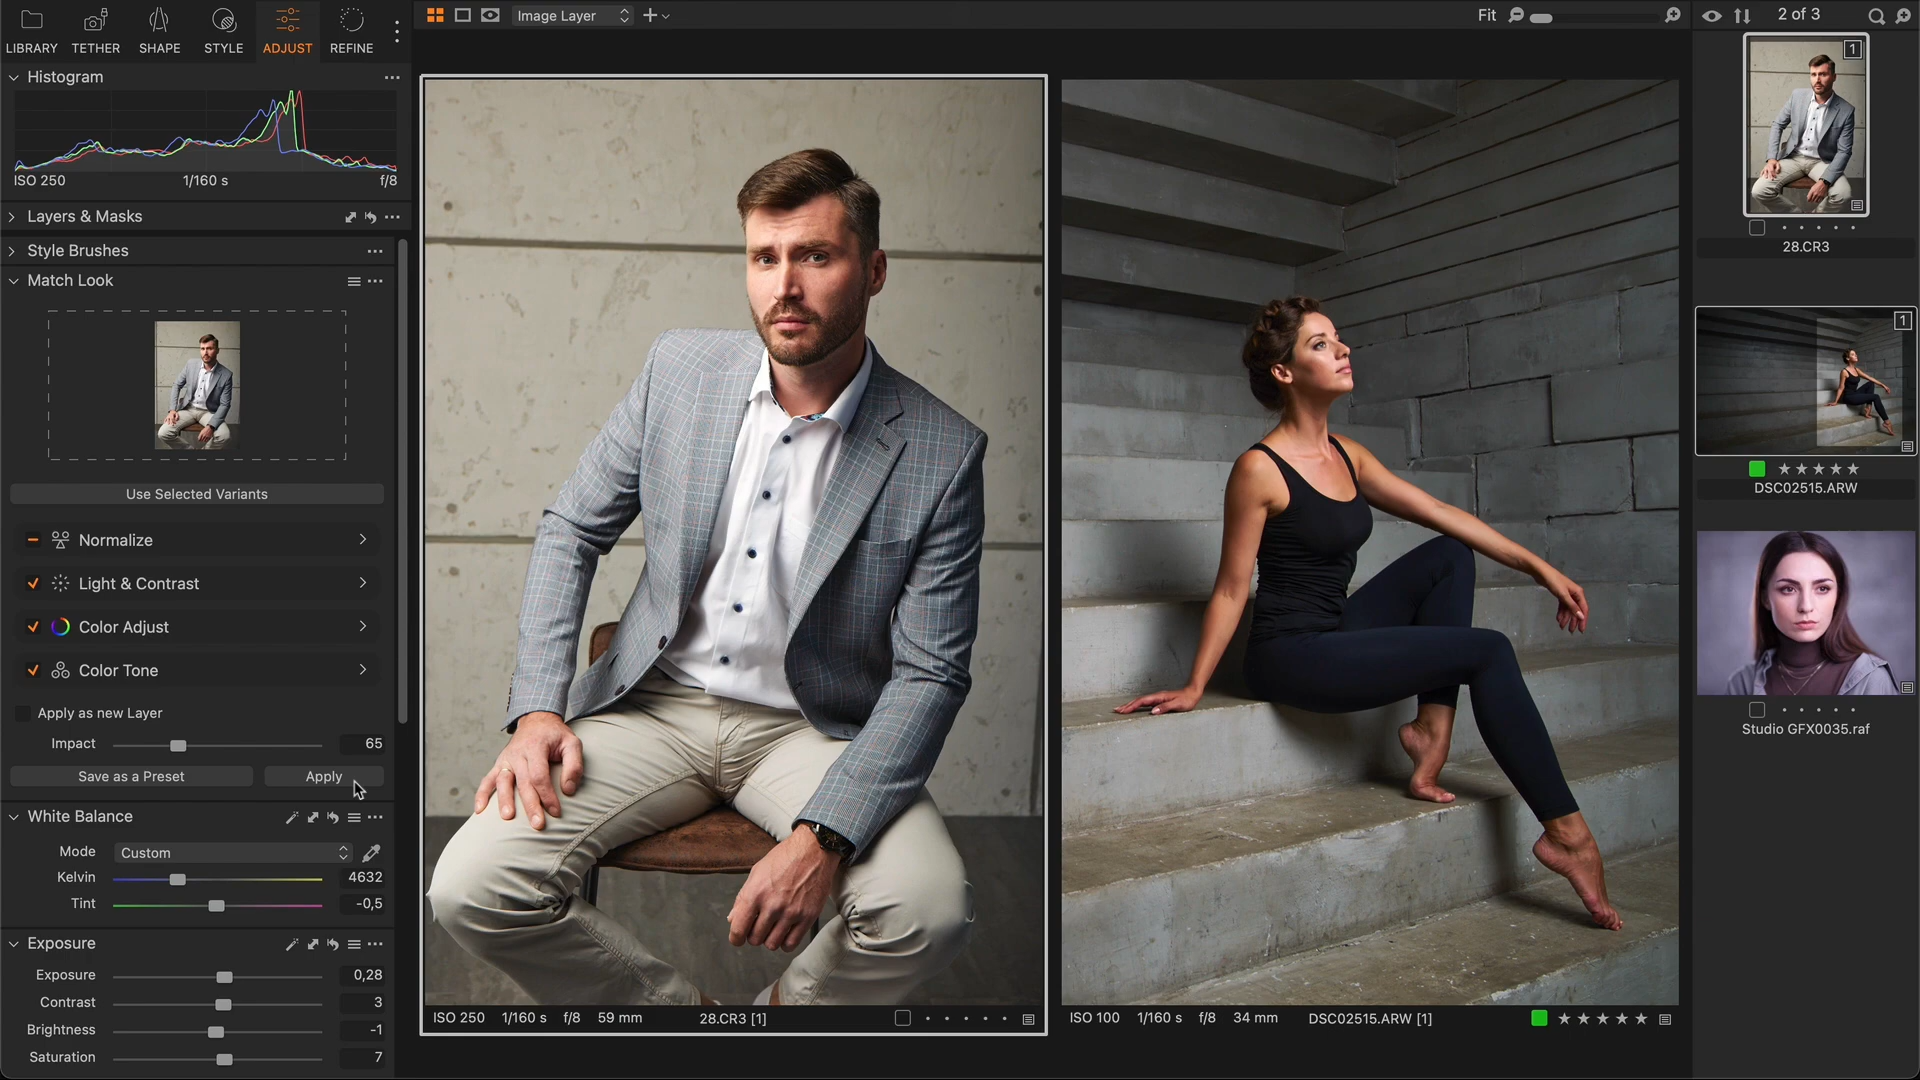 LIBRARY TETHER SHAPE STYLE ADJUST REFINE
Image Layer
Fit
2 of 3
Histogram
ISO 250 1/160 s f/8
Layers & Masks
Style Brushes
Match Look
Use Selected Variants
Normalize
Light & Contrast
Color Adjust
Color Tone
Apply as new Layer
Impact 65
Save as a Preset Apply
White Balance
Mode Custom
Kelvin 4632
Tint -0,5
Exposure
Exposure 0,28
Contrast 3
Brightness -1
Saturation 7
ISO 250 1/160 s f/8 59 mm 28.CR3 [1]
ISO 100 1/160 s f/8 34 mm DSC02515.ARW [1]
1
28.CR3
1
DSC02515.ARW
Studio GFX0035.raf